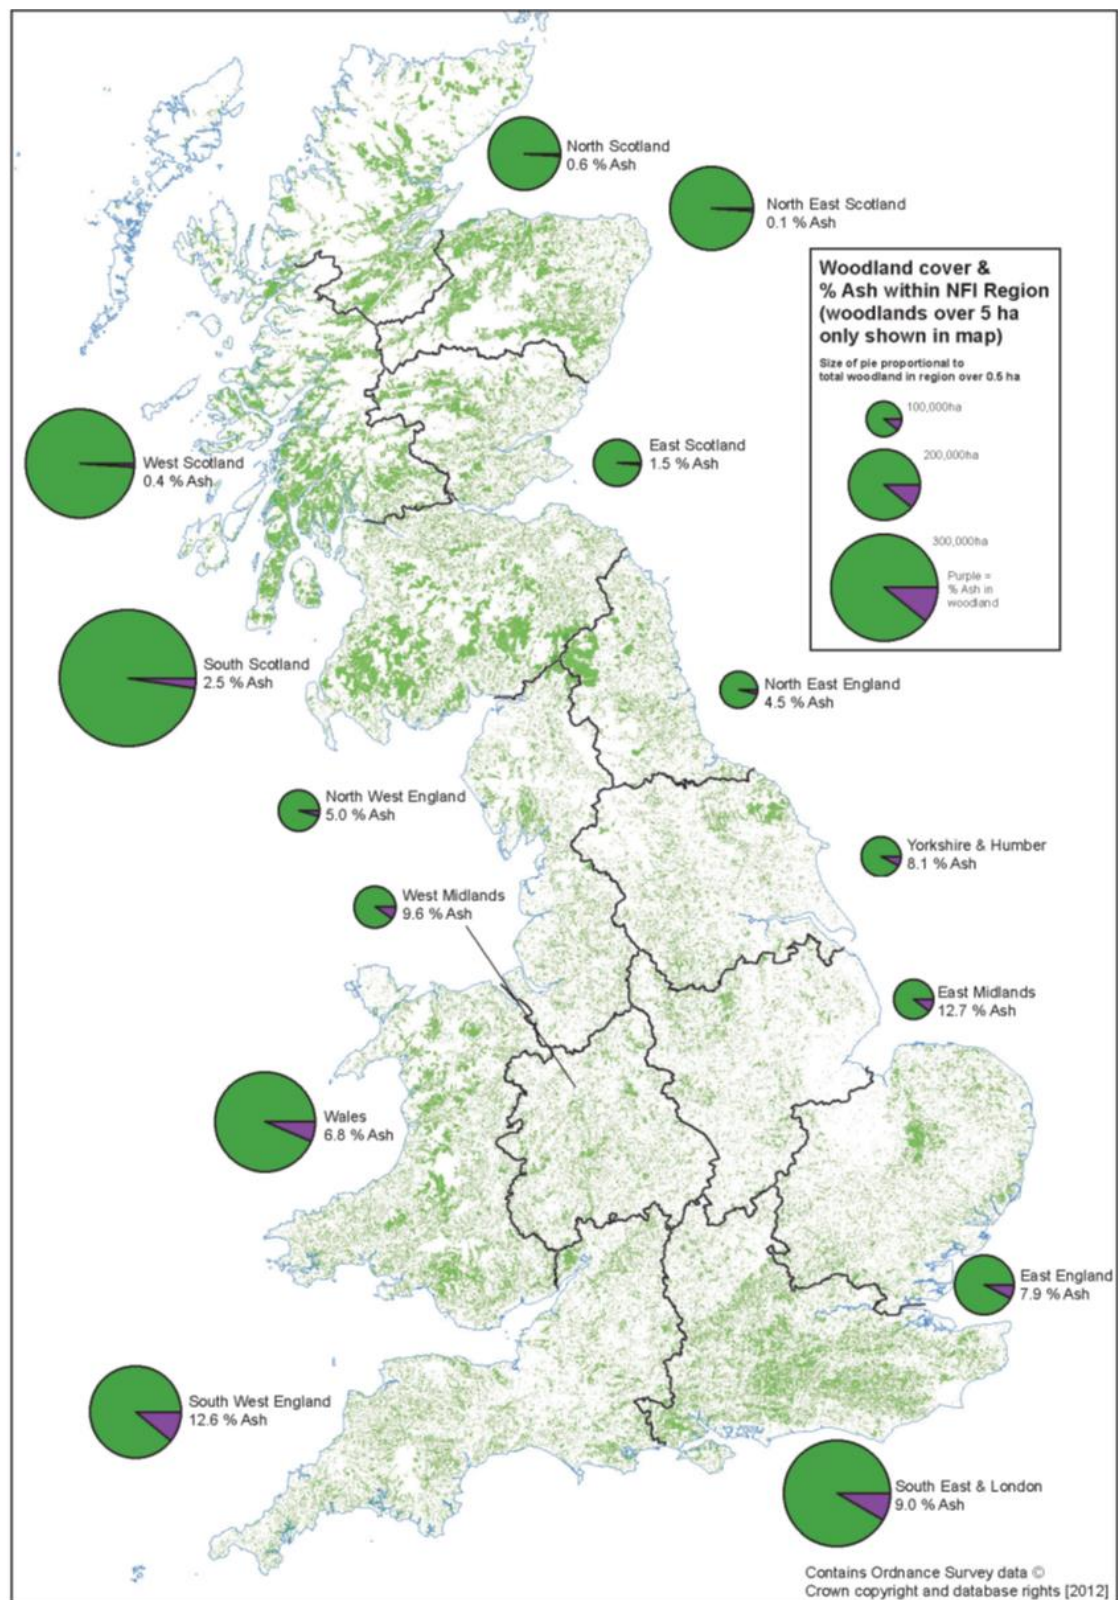 North Scotland
0.6 % Ash
North East Scotland
0.1 % Ash
Woodland cover &
% Ash within NFI Region
(woodlands over 5 ha
only shown in map)
Size of pie proportional to
total woodland in region over 0.5 ha
100,000ha
200,000ha
300,000ha
Purple =
% Ash in
woodland
East Scotland
1.5 % Ash
West Scotland
0.4 % Ash
South Scotland
2.5 % Ash
North East England
4.5 % Ash
North West England
5.0 % Ash
Yorkshire & Humber
8.1 % Ash
West Midlands
9.6 % Ash
East Midlands
12.7 % Ash
Wales
6.8 % Ash
East England
7.9 % Ash
South West England
12.6 % Ash
South East & London
9.0 % Ash
Contains Ordnance Survey data ©
Crown copyright and database rights [2012]